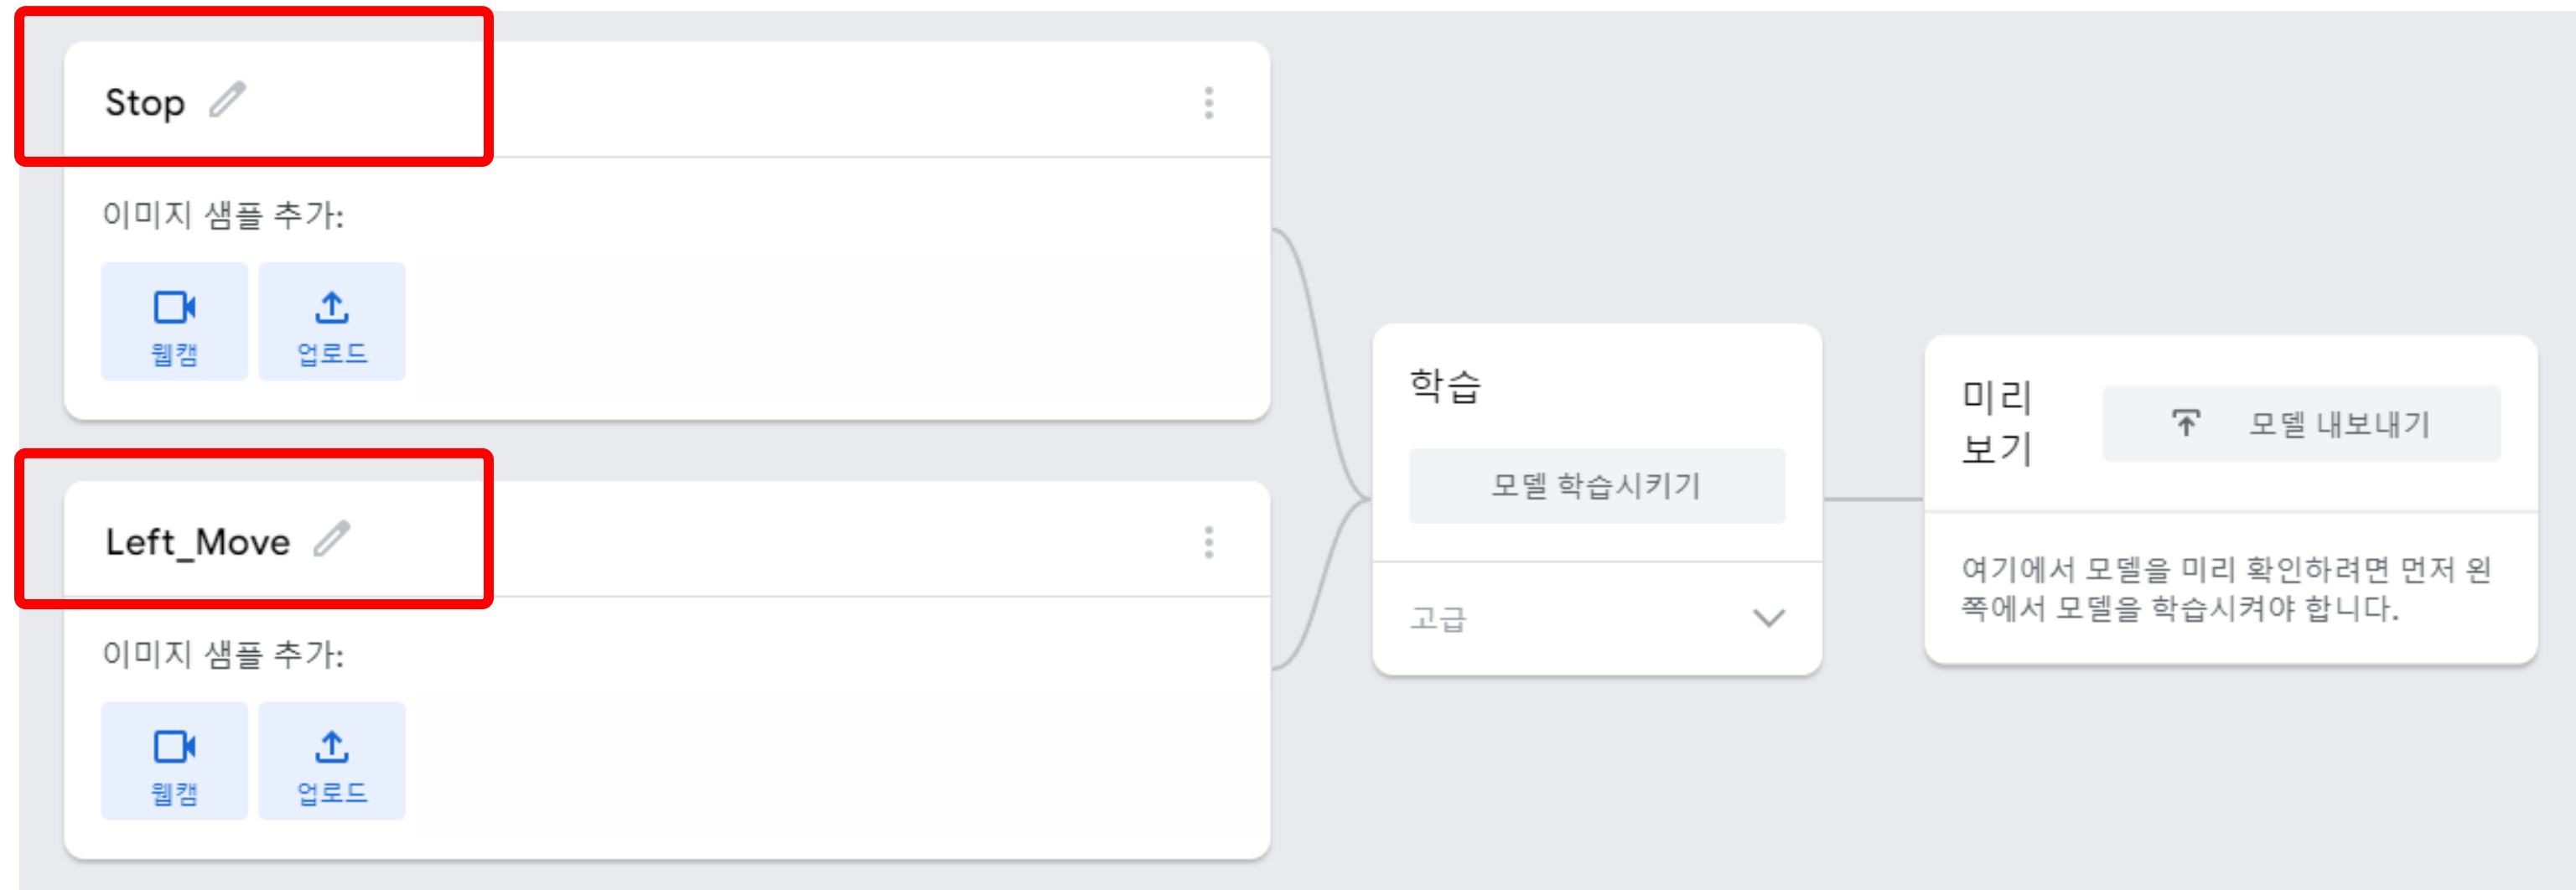 Stop
이미지 샘플 추가:
웹캠
업로드
Left_Move
이미지 샘플 추가:
웹캠
업로드
학습
모델 학습시키기
고급
미리
보기
모델 내보내기
여기에서 모델을 미리 확인하려면 먼저 왼
쪽에서 모델을 학습시켜야 합니다.